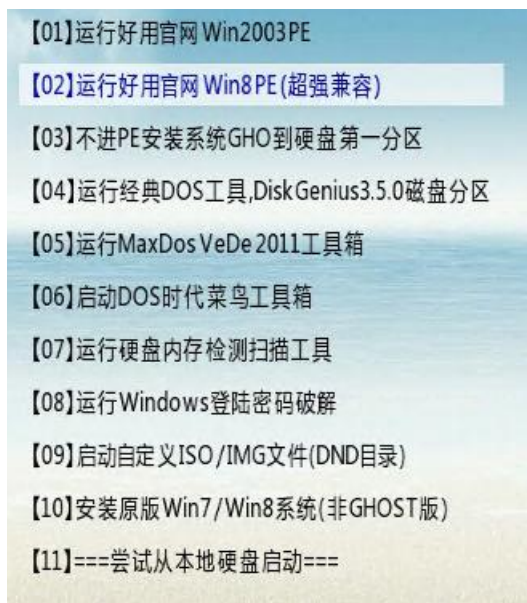 【01】运行好用官网Win2003PE
【02】运行好用官网Win8PE(超强兼容)
【03】不进PE安装系统GHO到硬盘第一分区
【04】运行经典DOS工具,DiskGenius3.5.0磁盘分区
【05】运行MaxDos VeDe 2011工具箱
【06】启动DOS时代菜鸟工具箱
【07】运行硬盘内存检测扫描工具
【08】运行Windows登陆密码破解
【09】启动自定义ISO/IMG文件(DND目录)
【10】安装原版Win7/Win8系统(非GHOST版)
【11】===尝试从本地硬盘启动===